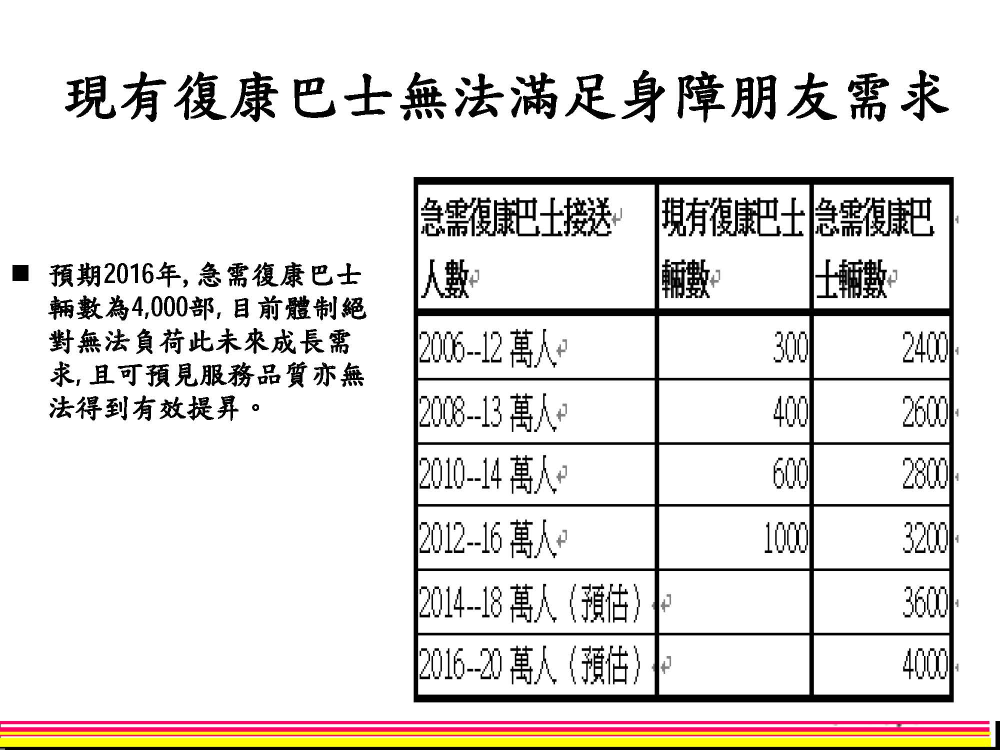 現有復康巴士無法滿足身障朋友需求
■ 預期2016年, 急需復康巴士
輛數為4,000部, 目前體制絕
對無法負荷此未來成長需
求, 且可預見服務品質亦無
法得到有效提昇。
急需復康巴士接送↵ 現有復康巴士 急需復康巴
人數↵ 輛數↵ 士輛數↵
2006--12 萬人↵ 300 2400
2008--13 萬人↵ 400 2600
2010--14 萬人↵ 600 2800
2012--16 萬人↵ 1000 3200
2014--18 萬人（預估）↵ 3600
2016--20 萬人（預估）↵ 4000